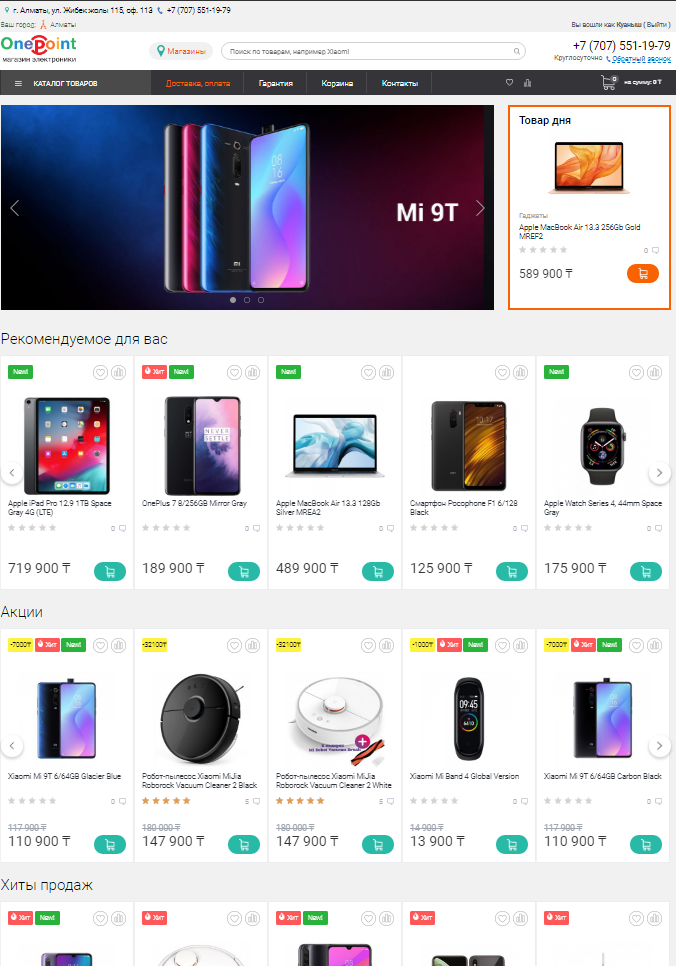 г. Алматы, ул. Жибек жолы 115, оф. 113 +7 (707) 551-19-79
Ваш город: Алматы
Вы вошли как Куаныш ( Выйти )
OnePoint
магазин электроники
Магазины
Поиск по товарам, например Xiaomi
+7 (707) 551-19-79
Круглосуточно Обратный звонок
КАТАЛОГ ТОВАРОВ Доставка, оплата Гарантия Корзина Контакты 0 на сумму: 0 ₸
Mi 9T
Товар дня
Гаджеты
Apple MacBook Air 13.3 256Gb Gold
MREF2
0
589 900 ₸
Рекомендуемое для вас
New!
Apple iPad Pro 12.9 1TB Space
Gray 4G (LTE)
0
719 900 ₸
Хит New!
NEVER
SETTLE
OnePlus 7 8/256GB Mirror Gray
0
189 900 ₸
New!
Apple MacBook Air 13.3 128Gb
Silver MREA2
0
489 900 ₸
Смартфон Pocophone F1 6/128
Black
0
125 900 ₸
New!
Apple Watch Series 4, 44mm Space
Gray
0
175 900 ₸
Акции
-7000₸ Хит New!
Xiaomi Mi 9T 6/64GB Glacier Blue
0
117 900 ₸
110 900 ₸
-32100₸
Робот-пылесос Xiaomi MiJia
Roborock Vacuum Cleaner 2 Black
5
180 000 ₸
147 900 ₸
-32100₸
Робот-пылесос Xiaomi MiJia
Roborock Vacuum Cleaner 2 White
5
180 000 ₸
147 900 ₸
-1000₸ Хит New!
09:45
6410
Xiaomi Mi Band 4 Global Version
0
14 900 ₸
13 900 ₸
-7000₸ Хит New!
Xiaomi Mi 9T 6/64GB Carbon Black
0
117 900 ₸
110 900 ₸
Хиты продаж
Хит New!
Хит
Хит New!
Хит
Хит